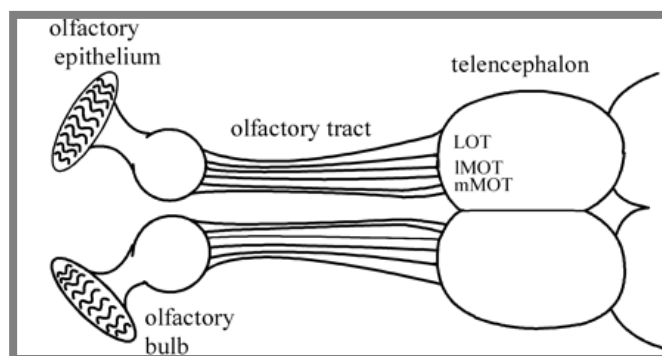 olfactory
epithelium
telencephalon
olfactory tract
LOT
lMOT
mMOT
olfactory
bulb